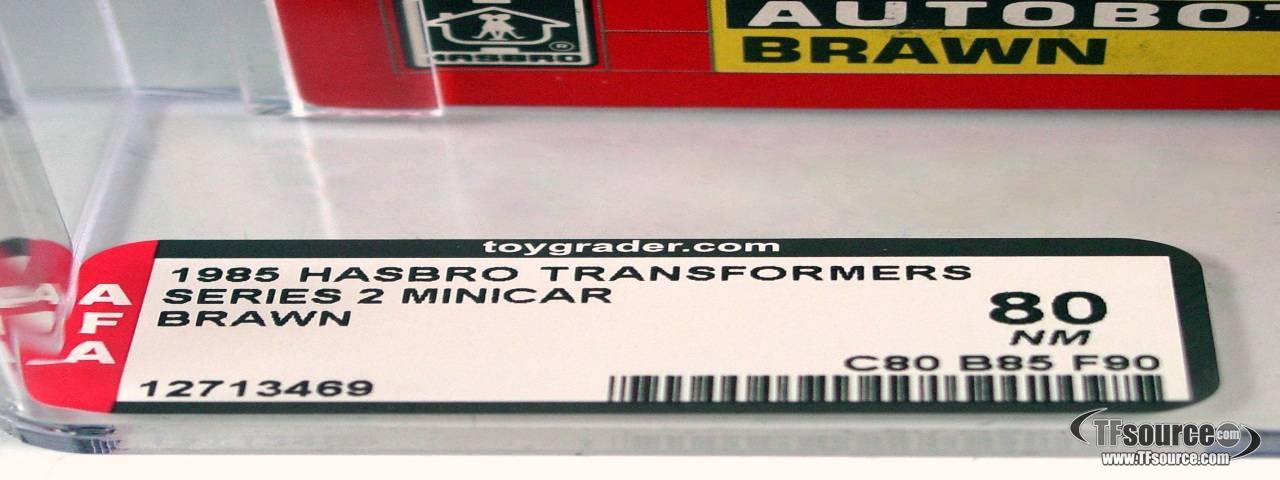 HASBRO
®
AUTOBOT
BRAWN
toygrader.com
AFA
1985 HASBRO TRANSFORMERS
SERIES 2 MINICAR
BRAWN
80
NM
C80 B85 F90
12713469
TFsource.com
www.TFsource.com